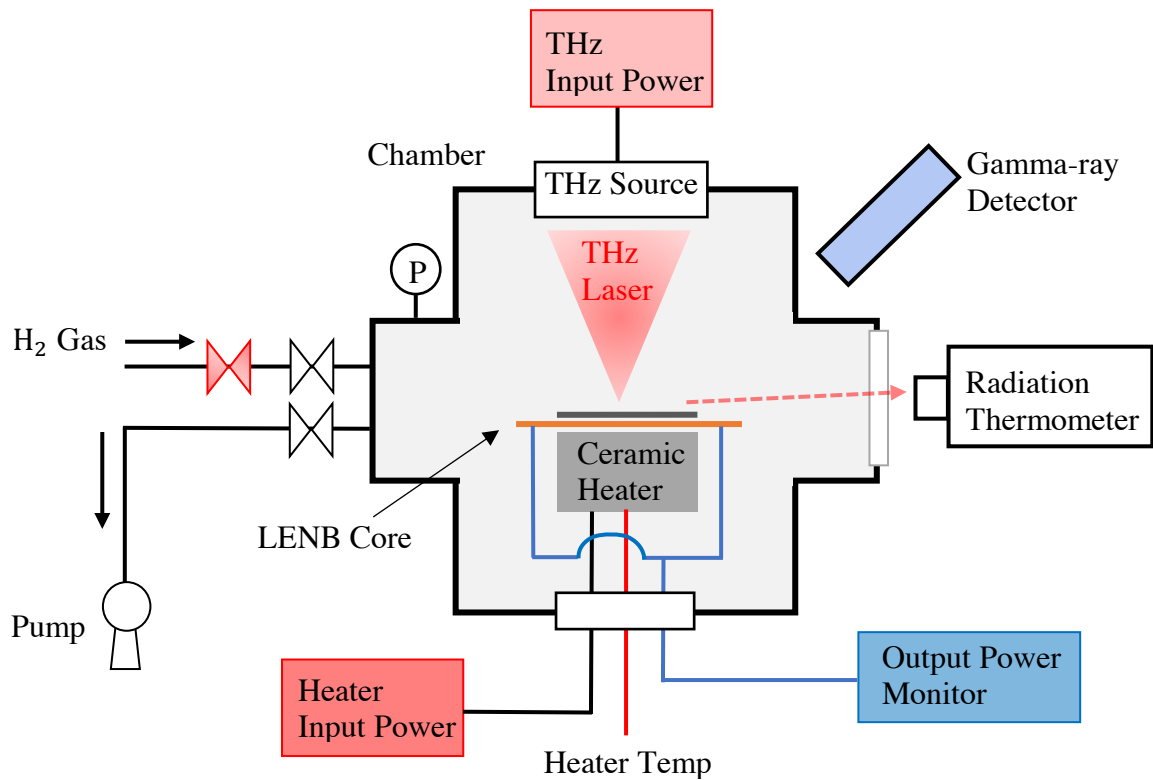 THz
Input Power
Chamber
THz Source
Gamma-ray
Detector
THz
Laser
P
H₂ Gas
Radiation
Thermometer
Ceramic
Heater
LENB Core
Pump
Heater
Input Power
Output Power
Monitor
Heater Temp